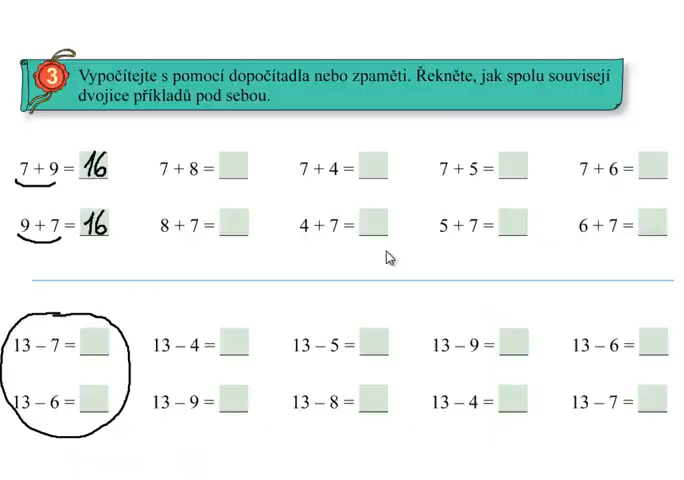 3 Vypočítejte s pomocí dopočítadla nebo zpaměti. Řekněte, jak spolu souvisejí
dvojice příkladů pod sebou.
7 + 9 = 16 7 + 8 = 7 + 4 = 7 + 5 = 7 + 6 =
9 + 7 = 16 8 + 7 = 4 + 7 = 5 + 7 = 6 + 7 =
13 – 7 = 13 – 4 = 13 – 5 = 13 – 9 = 13 – 6 =
13 – 6 = 13 – 9 = 13 – 8 = 13 – 4 = 13 – 7 =